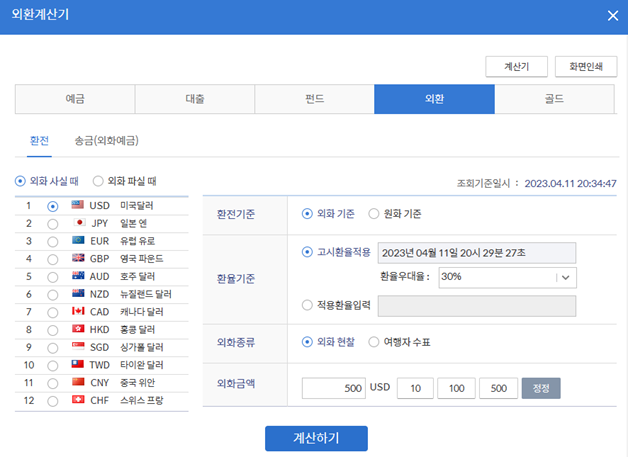 외환계산기
계산기 화면인쇄
예금 대출 펀드 외환 골드
환전 송금(외화예금)
외화 사실 때 외화 파실 때
조회기준일시 : 2023.04.11 20:34:47
1 USD 미국달러
2 JPY 일본 엔
3 EUR 유럽 유로
4 GBP 영국 파운드
5 AUD 호주 달러
6 NZD 뉴질랜드 달러
7 CAD 캐나다 달러
8 HKD 홍콩 달러
9 SGD 싱가폴 달러
10 TWD 타이완 달러
11 CNY 중국 위안
12 CHF 스위스 프랑
환전기준 외화 기준 원화 기준
환율기준 고시환율적용 2023년 04월 11일 20시 29분 27초
환율우대율 : 30%
적용환율입력
외화종류 외화 현찰 여행자 수표
외화금액 500 USD 10 100 500 정정
계산하기